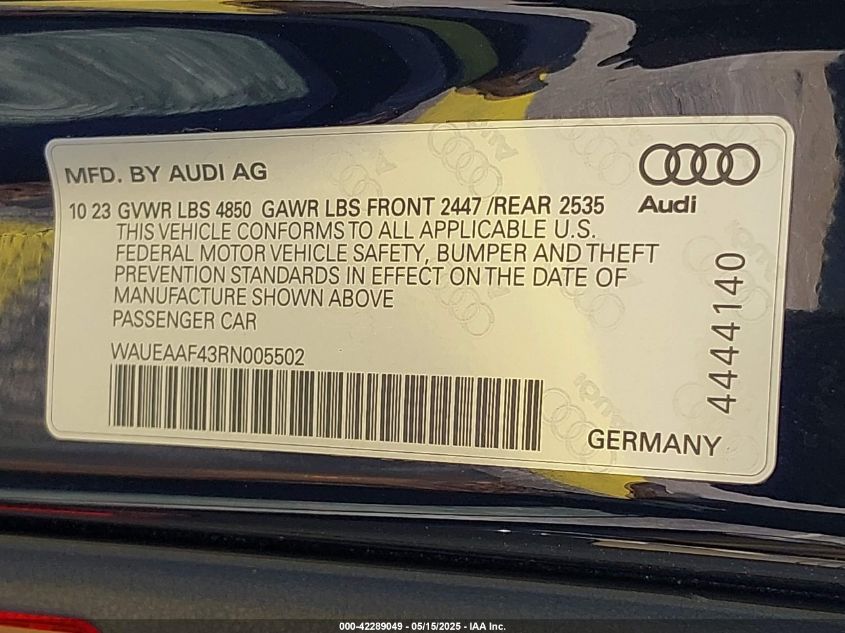 MFD. BY AUDI AG
Audi
10 23 GVWR LBS 4850 GAWR LBS FRONT 2447 /REAR 2535
THIS VEHICLE CONFORMS TO ALL APPLICABLE U.S.
FEDERAL MOTOR VEHICLE SAFETY, BUMPER AND THEFT
PREVENTION STANDARDS IN EFFECT ON THE DATE OF
MANUFACTURE SHOWN ABOVE
PASSENGER CAR
WAUEAAF43RN005502
4444140
GERMANY
000-42289049 - 05/15/2025 - IAA Inc.